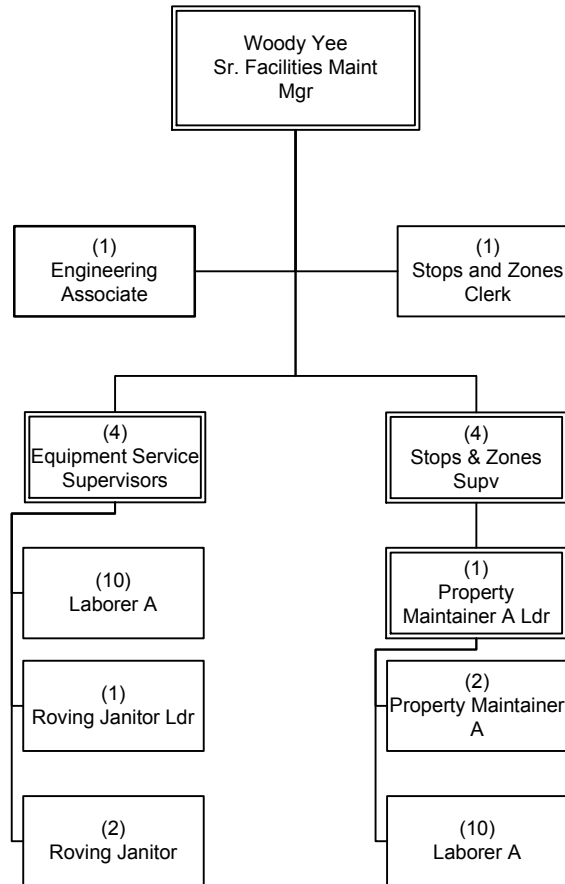 Woody Yee
Sr. Facilities Maint
Mgr
(1)
Engineering
Associate
(1)
Stops and Zones
Clerk
(4)
Equipment Service
Supervisors
(4)
Stops & Zones
Supv
(10)
Laborer A
(1)
Property
Maintainer A Ldr
(1)
Roving Janitor Ldr
(2)
Property Maintainer
A
(2)
Roving Janitor
(10)
Laborer A